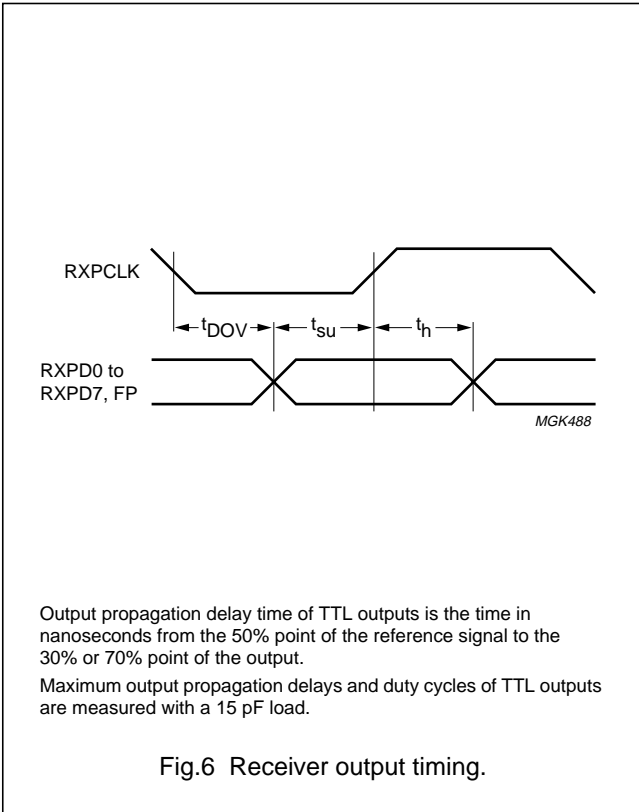 RXPCLK
tDOV
tsu
th
RXPD0 to
RXPD7, FP
MGK488
Output propagation delay time of TTL outputs is the time in
nanoseconds from the 50% point of the reference signal to the
30% or 70% point of the output.
Maximum output propagation delays and duty cycles of TTL outputs
are measured with a 15 pF load.
Fig.6 Receiver output timing.